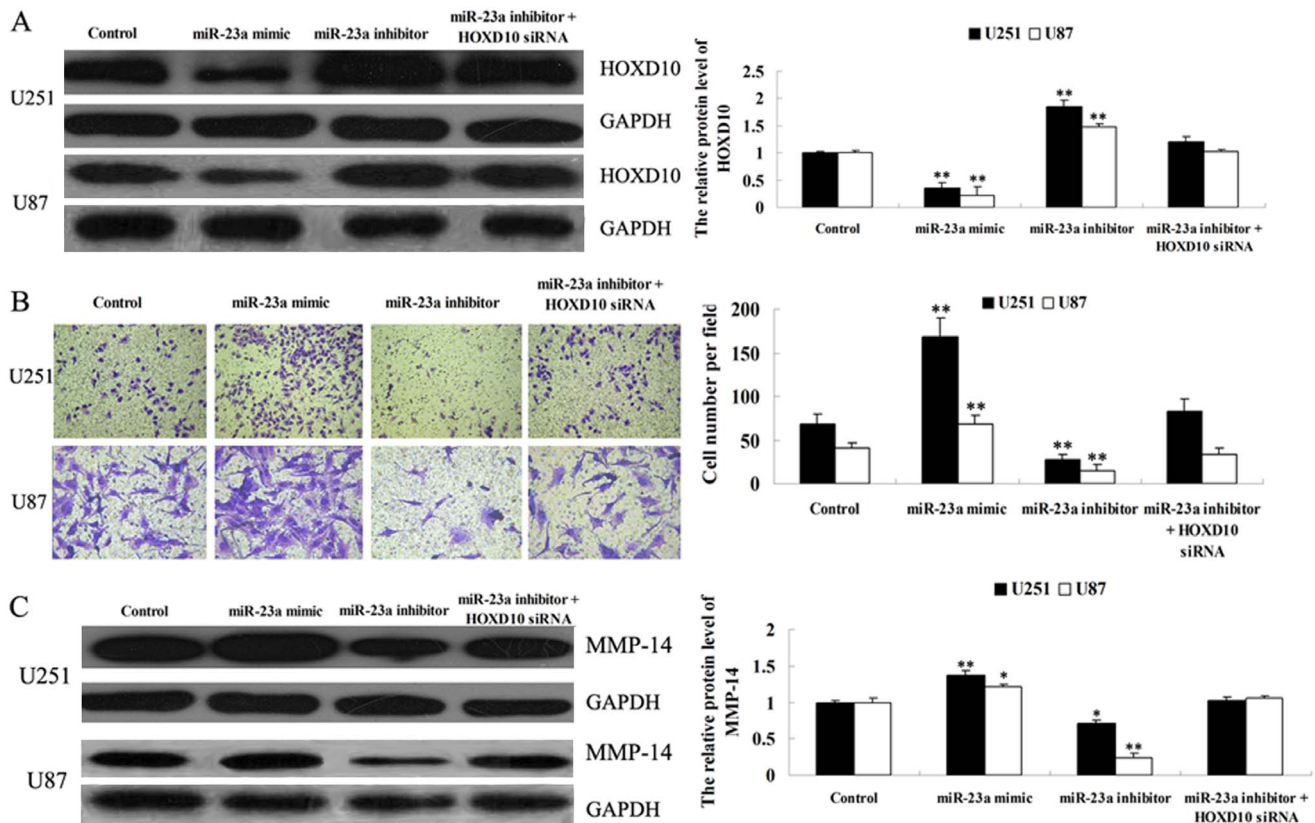 A
Control
miR-23a mimic
miR-23a inhibitor
miR-23a inhibitor +
HOXD10 siRNA
U251
HOXD10
GAPDH
U87
HOXD10
GAPDH
The relative protein level of
HOXD10
U251 U87
2.5
2
1.5
1
0.5
0
** ** ** **
Control
miR-23a mimic
miR-23a inhibitor
miR-23a inhibitor +
HOXD10 siRNA
B
Control
miR-23a mimic
miR-23a inhibitor
miR-23a inhibitor +
HOXD10 siRNA
U251
U87
Cell number per field
U251 U87
200
150
100
50
0
** ** ** **
Control
miR-23a mimic
miR-23a inhibitor
miR-23a inhibitor
+ HOXD10
siRNA
C
Control
miR-23a mimic
miR-23a inhibitor
miR-23a inhibitor +
HOXD10 siRNA
U251
MMP-14
GAPDH
U87
MMP-14
GAPDH
The relative protein level of
MMP-14
U251 U87
2
1.5
1
0.5
0
** * * **
Control
miR-23a mimic
miR-23a inhibitor
miR-23a inhibitor +
HOXD10 siRNA